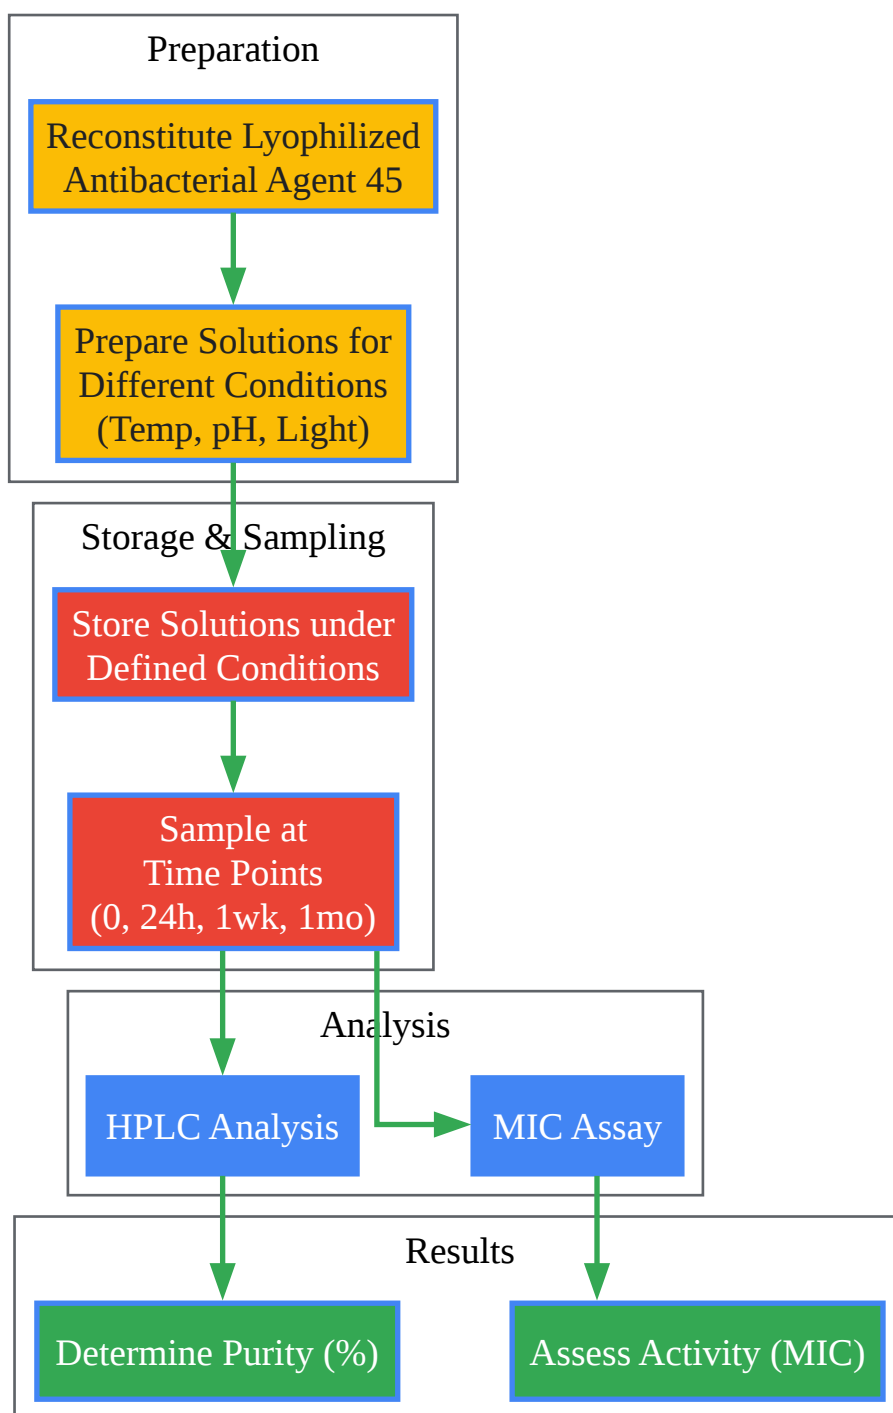 Preparation
Reconstitute Lyophilized
Antibacterial Agent 45
Prepare Solutions for
Different Conditions
(Temp, pH, Light)
Storage & Sampling
Store Solutions under
Defined Conditions
Sample at
Time Points
(0, 24h, 1wk, 1mo)
Analysis
HPLC Analysis
MIC Assay
Results
Determine Purity (%)
Assess Activity (MIC)